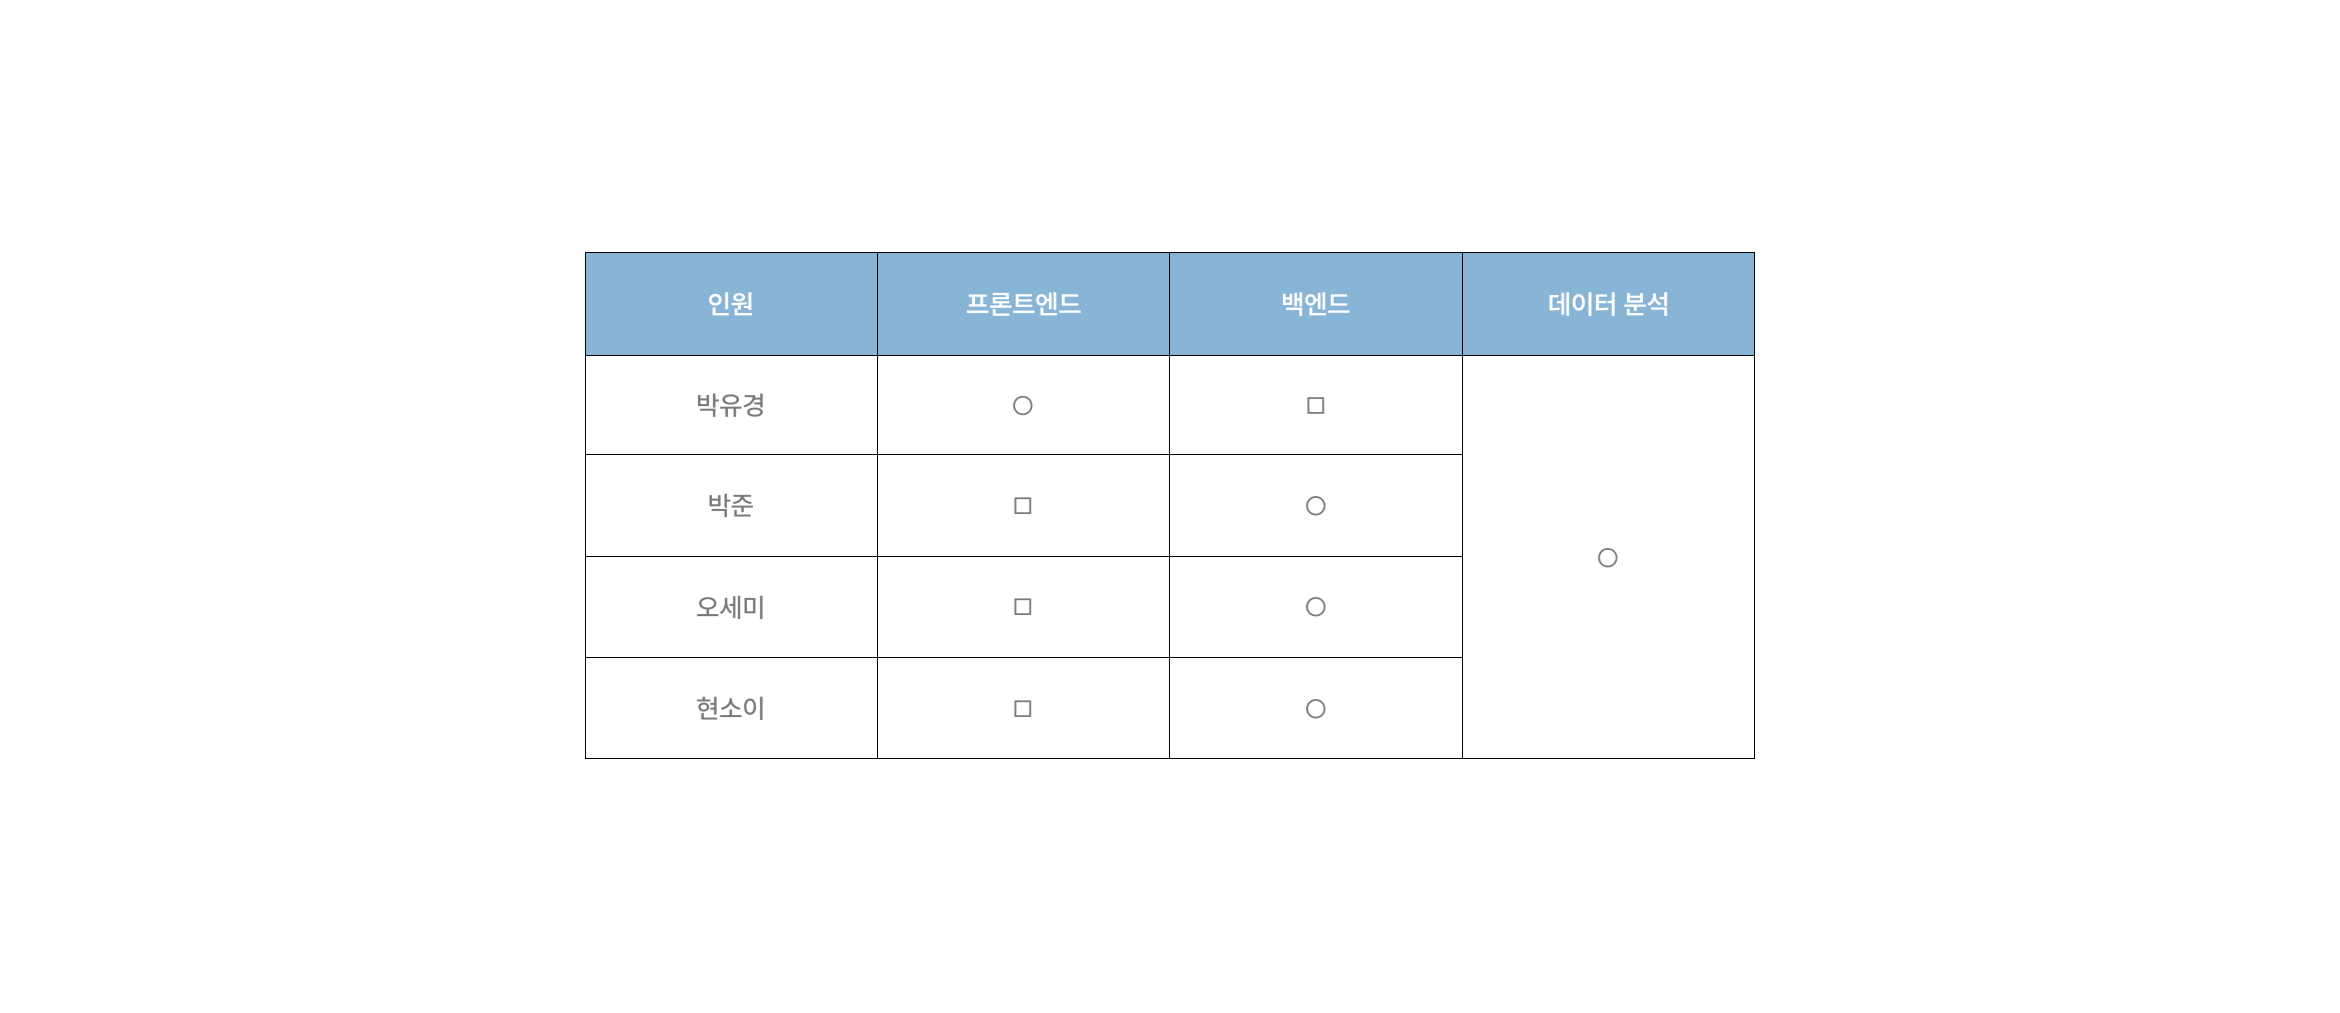 인원 프론트엔드 백엔드 데이터 분석
박유경 ○ □
박준 □ ○
○
오세미 □ ○
현소이 □ ○